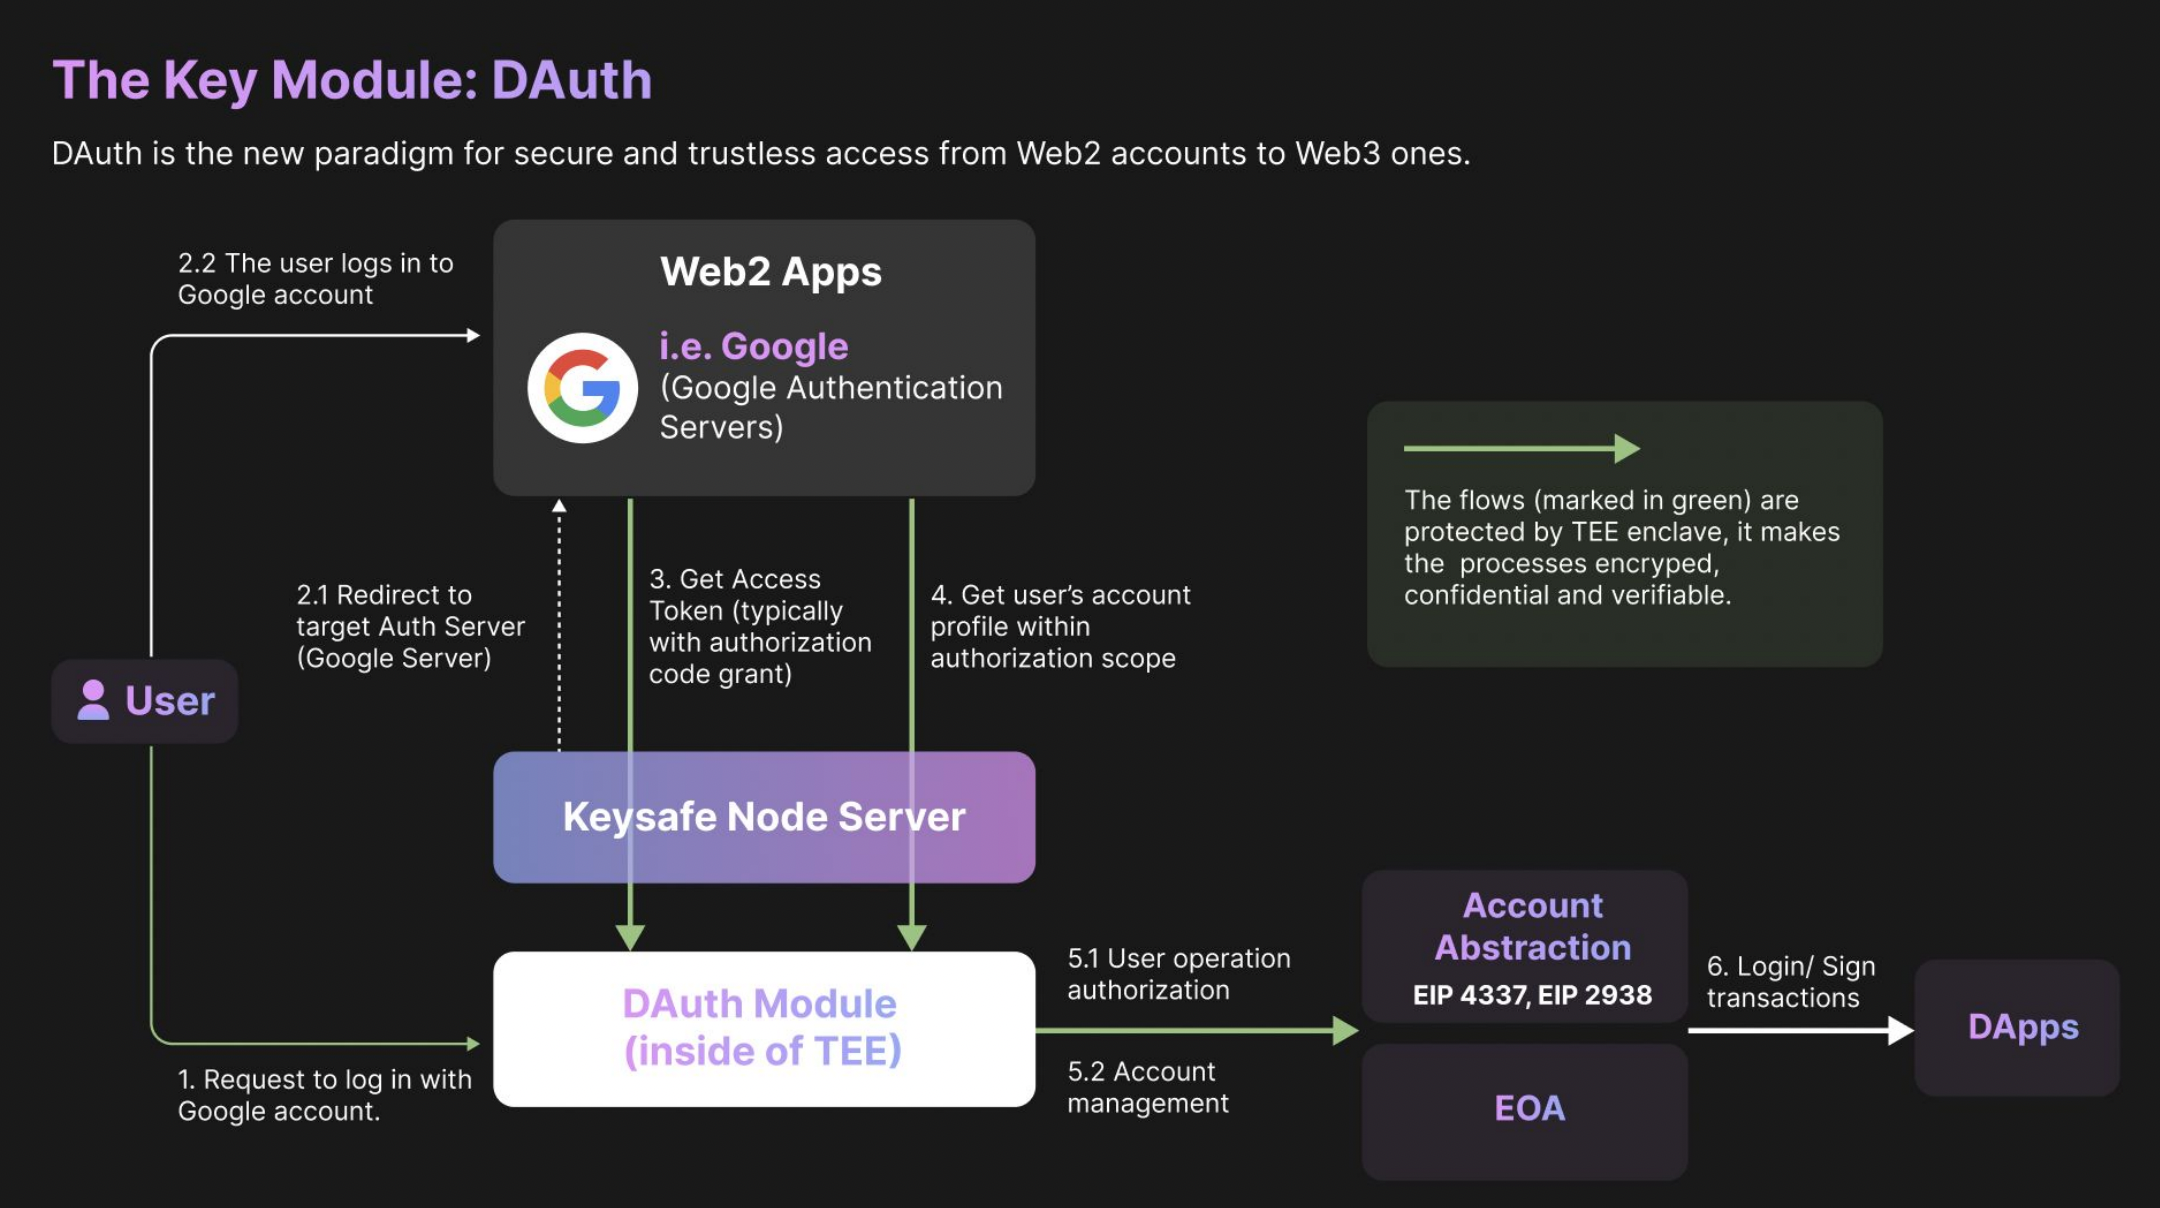 The Key Module: DAuth
DAuth is the new paradigm for secure and trustless access from Web2 accounts to Web3 ones.
2.2 The user logs in to
Google account
Web2 Apps
i.e. Google
(Google Authentication
Servers)
The flows (marked in green) are
protected by TEE enclave, it makes
the  processes encryped,
confidential and verifiable.
2.1 Redirect to
target Auth Server
(Google Server)
3. Get Access
Token (typically
with authorization
code grant)
4. Get user’s account
profile within
authorization scope
User
Keysafe Node Server
DAuth Module
(inside of TEE)
1. Request to log in with
Google account.
5.1 User operation
authorization
5.2 Account
management
Account
Abstraction
EIP 4337, EIP 2938
EOA
6. Login/ Sign
transactions
DApps